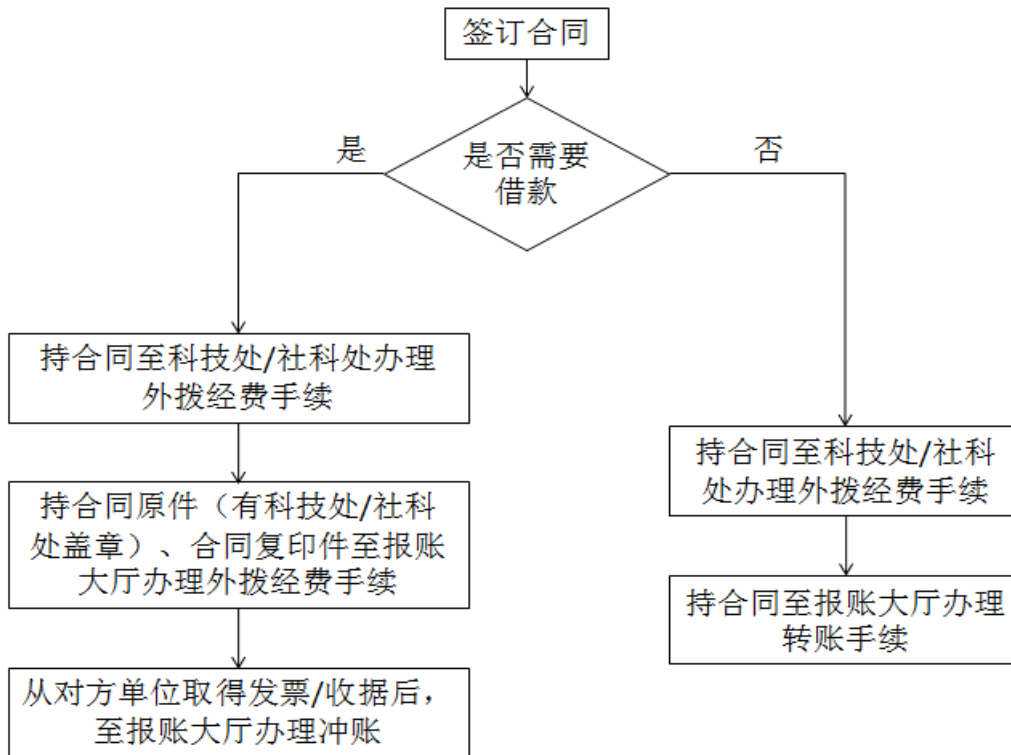 签订合同
是否需要
借款
是
否
持合同至科技处/社科处办理
外拨经费手续
持合同原件（有科技处/社科
处盖章）、合同复印件至报账
大厅办理外拨经费手续
从对方单位取得发票/收据后，
至报账大厅办理冲账
持合同至科技处/社科
处办理外拨经费手续
持合同至报账大厅办理
转账手续